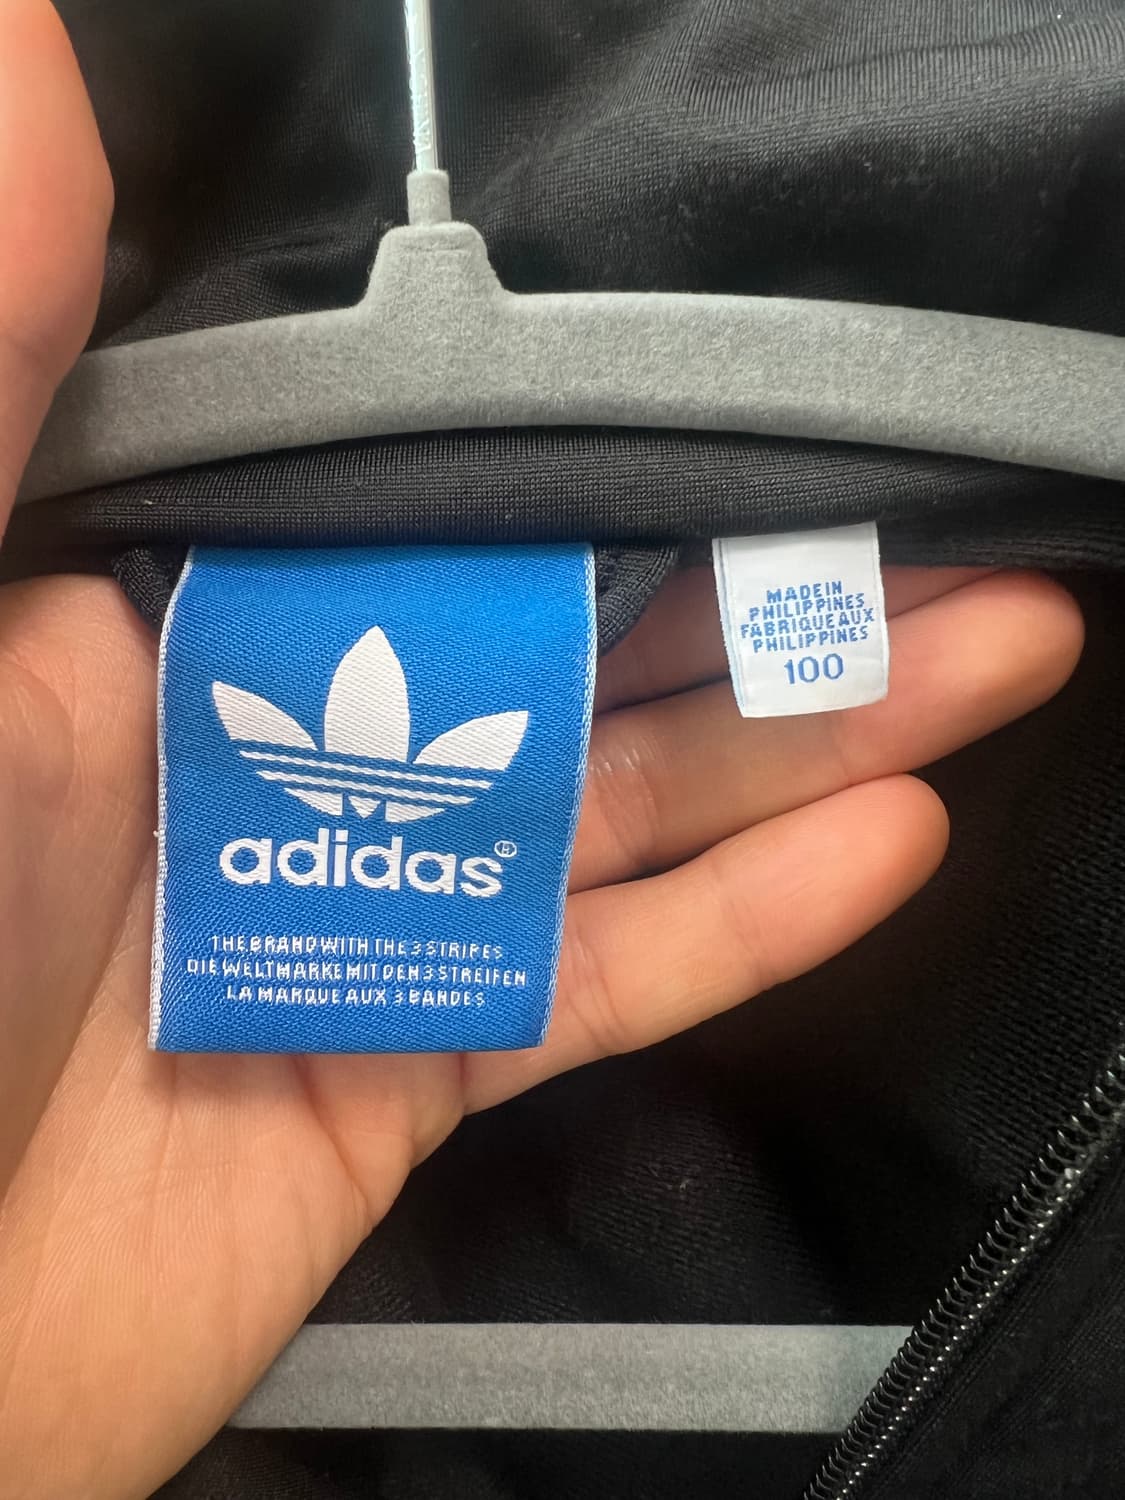 adidas®
THE BRAND WITH THE 3 STRIPES
DIE WELTMARKE MIT DEN 3 STREIFEN
LA MARQUE AUX 3 BANDES
MADE IN
PHILIPPINES
FABRIQUE AUX
PHILIPPINES
100